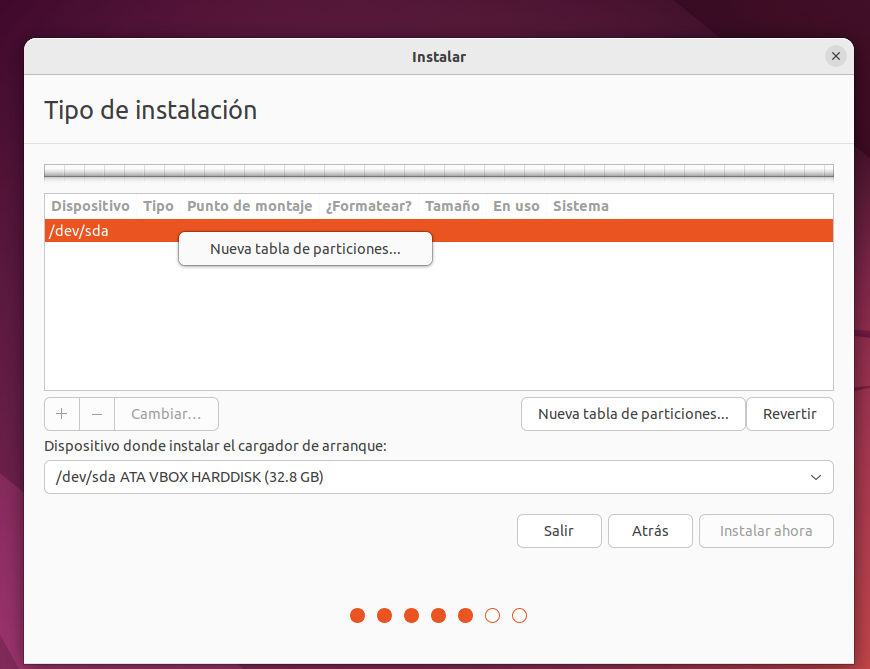 Instalar
Tipo de instalación
Dispositivo Tipo Punto de montaje ¿Formatear? Tamaño En uso Sistema
/dev/sda
Nueva tabla de particiones...
+ − Cambiar... Nueva tabla de particiones... Revertir
Dispositivo donde instalar el cargador de arranque:
/dev/sda ATA VBOX HARDDISK (32.8 GB)
Salir Atrás Instalar ahora